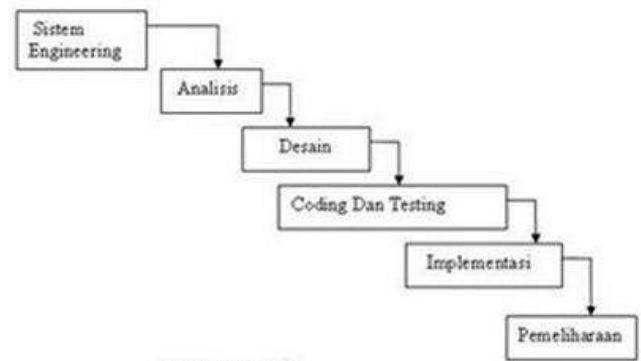 Sistem
Engineering
Analisis
Desain
Coding Dan Testing
Implementasi
Pemeliharaan